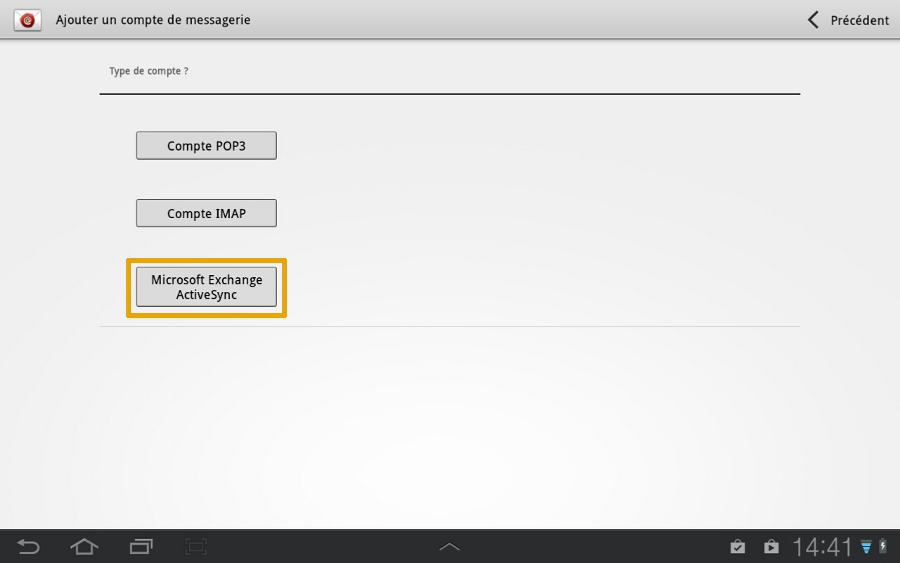 Ajouter un compte de messagerie
Précédent
Type de compte ?
Compte POP3
Compte IMAP
Microsoft Exchange
ActiveSync
14:41